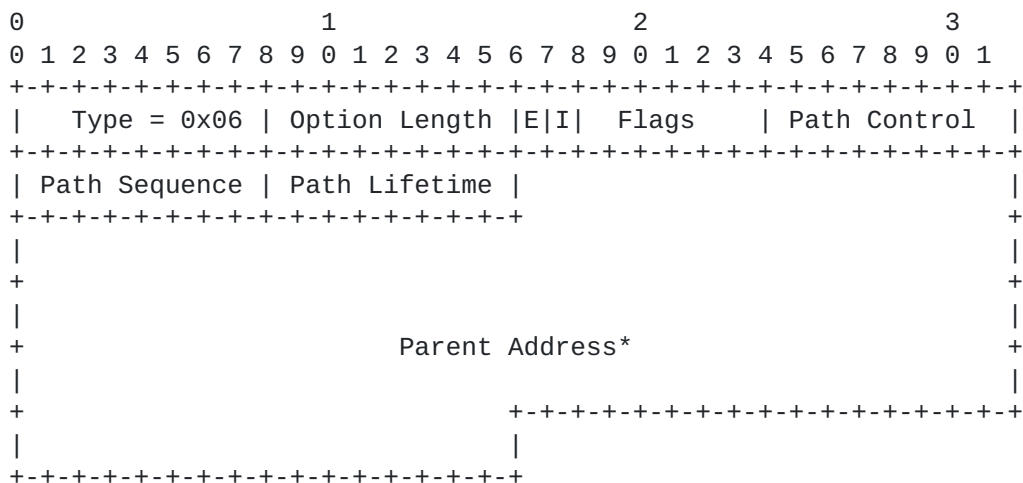 0                   1                   2                   3
0 1 2 3 4 5 6 7 8 9 0 1 2 3 4 5 6 7 8 9 0 1 2 3 4 5 6 7 8 9 0 1
+-+-+-+-+-+-+-+-+-+-+-+-+-+-+-+-+-+-+-+-+-+-+-+-+-+-+-+-+-+-+-+-+
|   Type = 0x06 | Option Length |E|I|  Flags    | Path Control  |
+-+-+-+-+-+-+-+-+-+-+-+-+-+-+-+-+-+-+-+-+-+-+-+-+-+-+-+-+-+-+-+-+
| Path Sequence | Path Lifetime |                               |
+-+-+-+-+-+-+-+-+-+-+-+-+-+-+-+-+                               +
|                                                               |
+                                                               +
|                                                               |
+                        Parent Address*                        +
|                                                               |
+                               +-+-+-+-+-+-+-+-+-+-+-+-+-+-+-+-+
|                               |
+-+-+-+-+-+-+-+-+-+-+-+-+-+-+-+-+